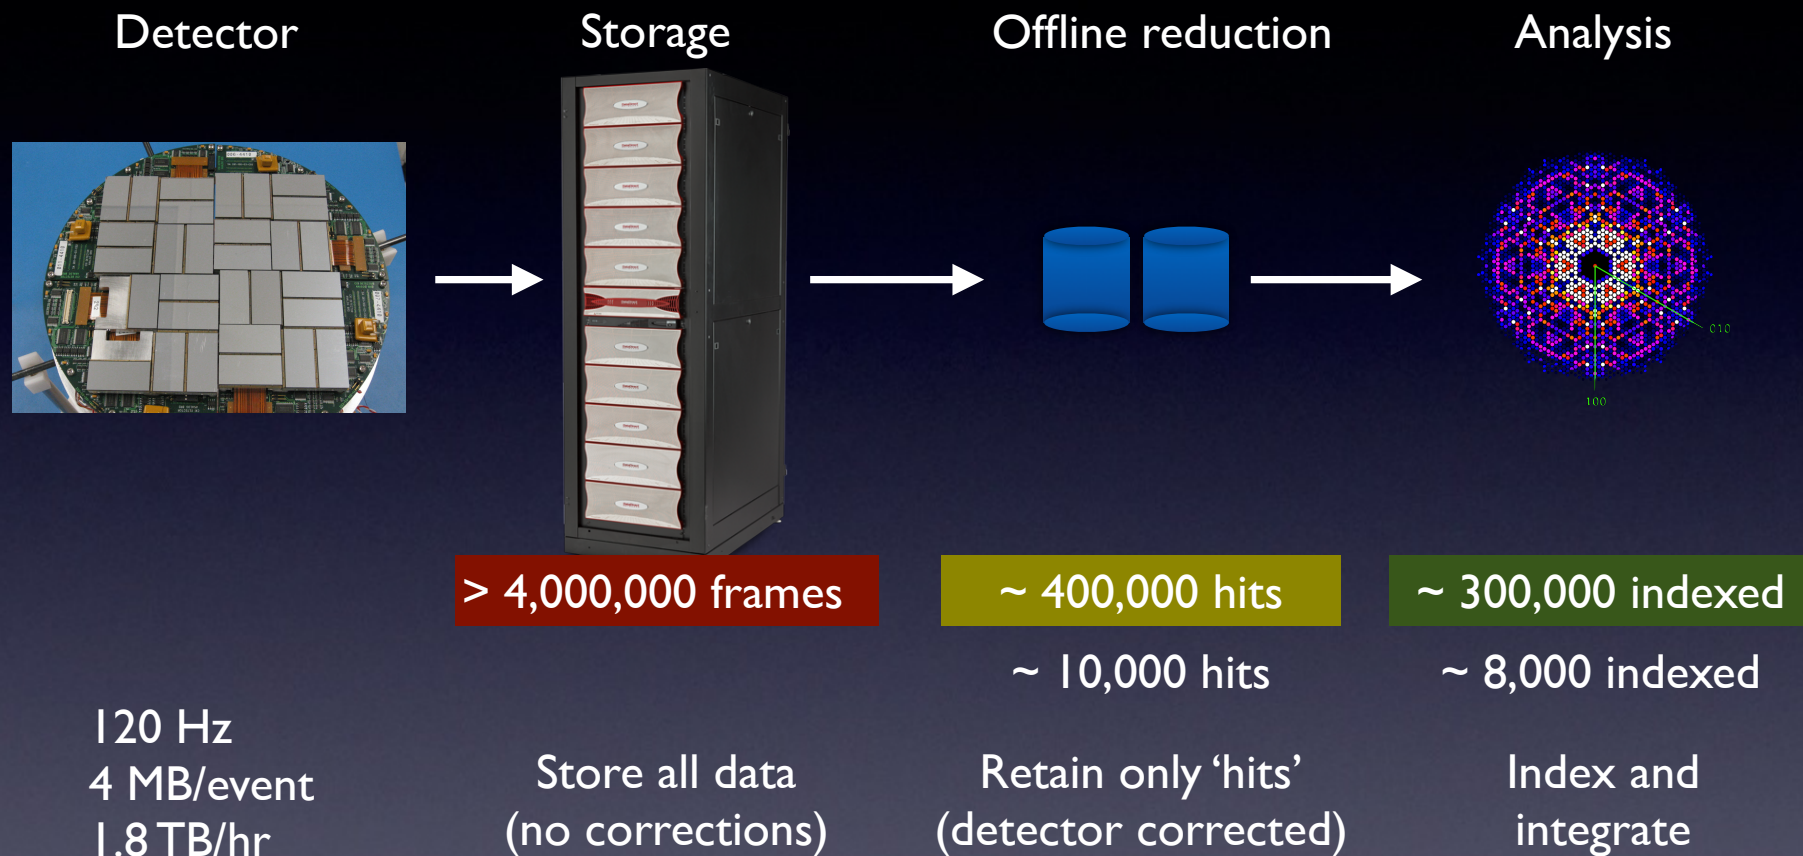 Detector
Storage
Offline reduction
Analysis
010
100
> 4,000,000 frames
~ 400,000 hits
~ 300,000 indexed
~ 10,000 hits
~ 8,000 indexed
120 Hz
4 MB/event
1.8 TB/hr
Store all data
(no corrections)
Retain only ‘hits’
(detector corrected)
Index and
integrate